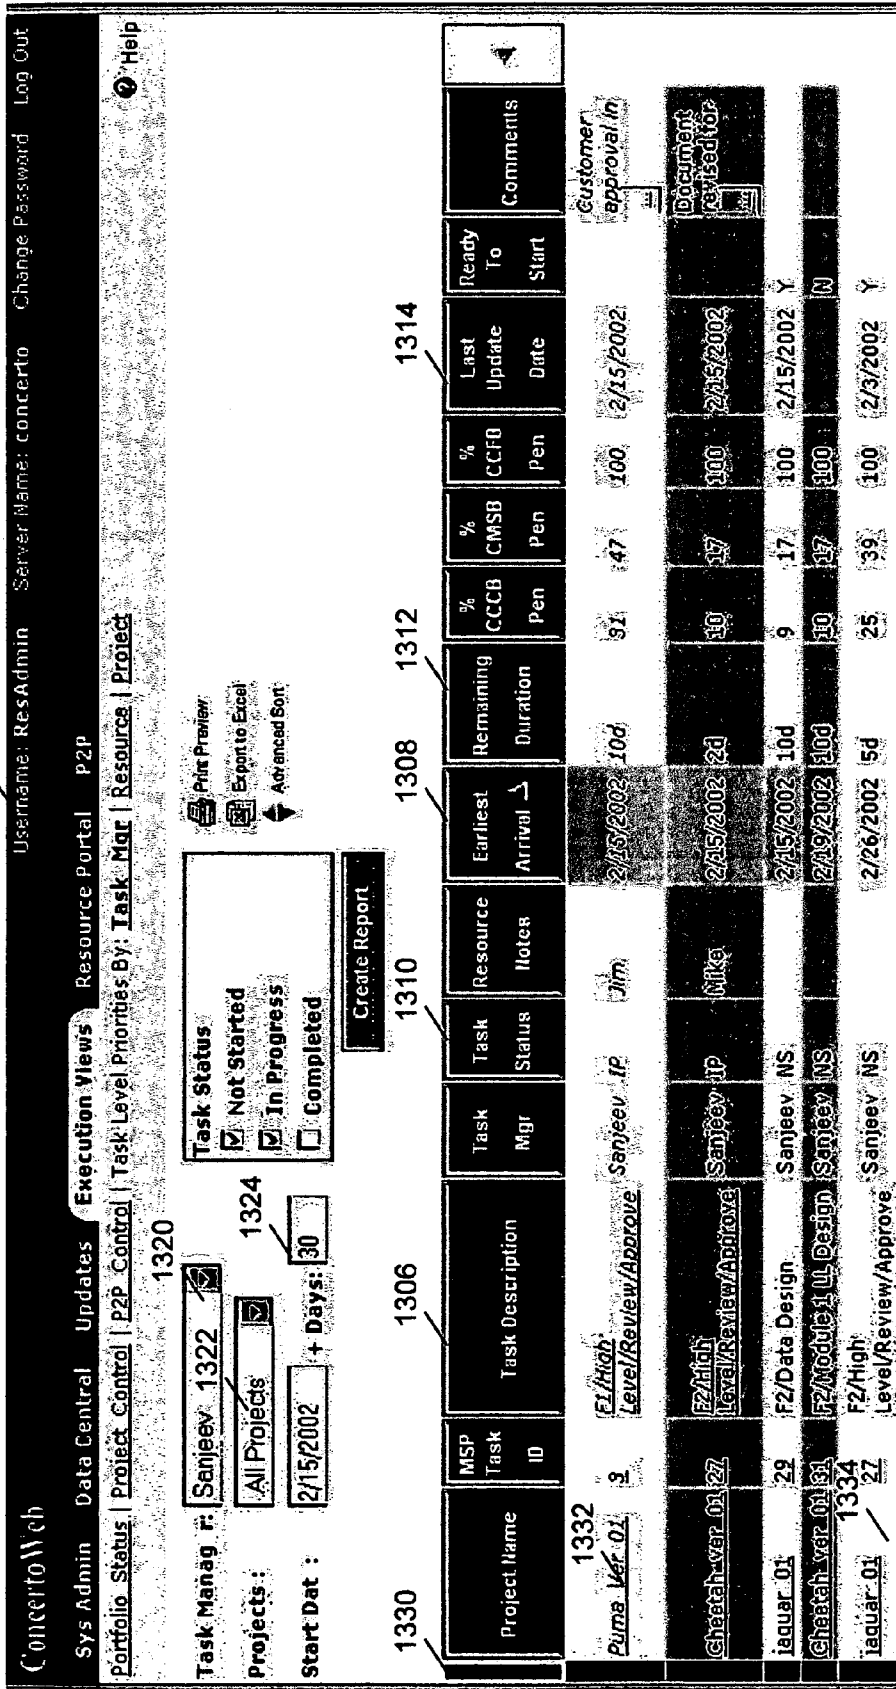 ConcertoWeb Username: ResAdmin Server Name: concerto Change Password Log Out
Sys Admin Data Central Updates Execution Views Resource Portal P2P
Portfolio Status | Project Control | P2P Control | Task Level Priorities By: Task Mgr | Resource | Project Help
1320
Task Manag r: Sanjeev
1322
Projects: All Projects
1324
Start Dat : 2/15/2002 + Days: 30
Task Status
Not Started
In Progress
Completed
Create Report
Print Preview
Export to Excel
Advanced Sort
1330 1306 1310 1308 1312 1314
Project Name MSP Task ID Task Description Task Mgr Task Status Resource Notes Earliest Arrival Remaining Duration % CCCB Pen % CMSB Pen % CCFB Pen Last Update Date Ready To Start Comments
1332
Puma Ver 01 9 F1/High Level/Review/Approve Sanjeev IP Jim 2/15/2002 10d 91 47 100 2/15/2002 Customer approval in ...
Cheetah ver 01 27 F2/High Level/Review/Approve Sanjeev IP Mike 2/15/2002 2d 10 17 100 2/15/2002 Document revised for ...
jaquar 01 29 F2/Data Design Sanjeev NS 2/15/2002 10d 9 17 100 2/15/2002 Y
Cheetah ver 01 31 F2/Module1 LL Design Sanjeev NS 2/19/2002 10d 10 17 100 N
1334
jaquar 01 27 F2/High Level/Review/Approve Sanjeev NS 2/26/2002 5d 25 39 100 2/3/2002 Y